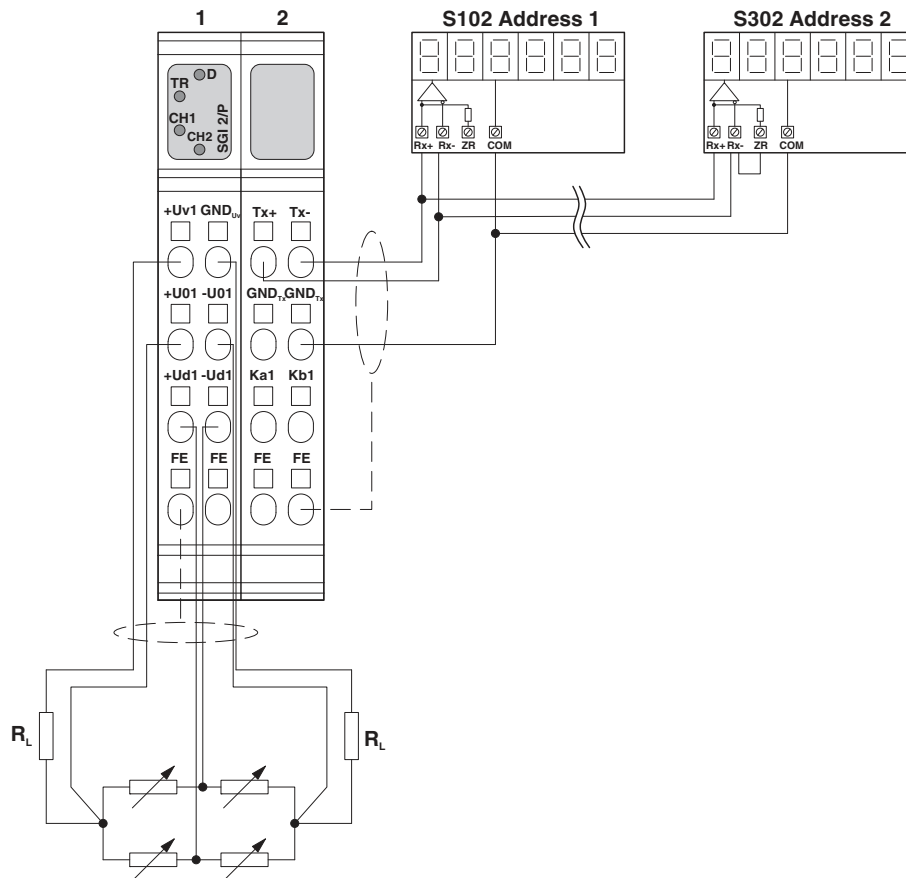 1 2
S102 Address 1
S302 Address 2
D
TR
CH1
CH2
SGI 2/P
Rx+ Rx- ZR COM
Rx+ Rx- ZR COM
+Uv1 GNDUv Tx+ Tx-
+U01 -U01 GNDTx GNDTx
+Ud1 -Ud1 Ka1 Kb1
FE FE FE FE
RL
RL